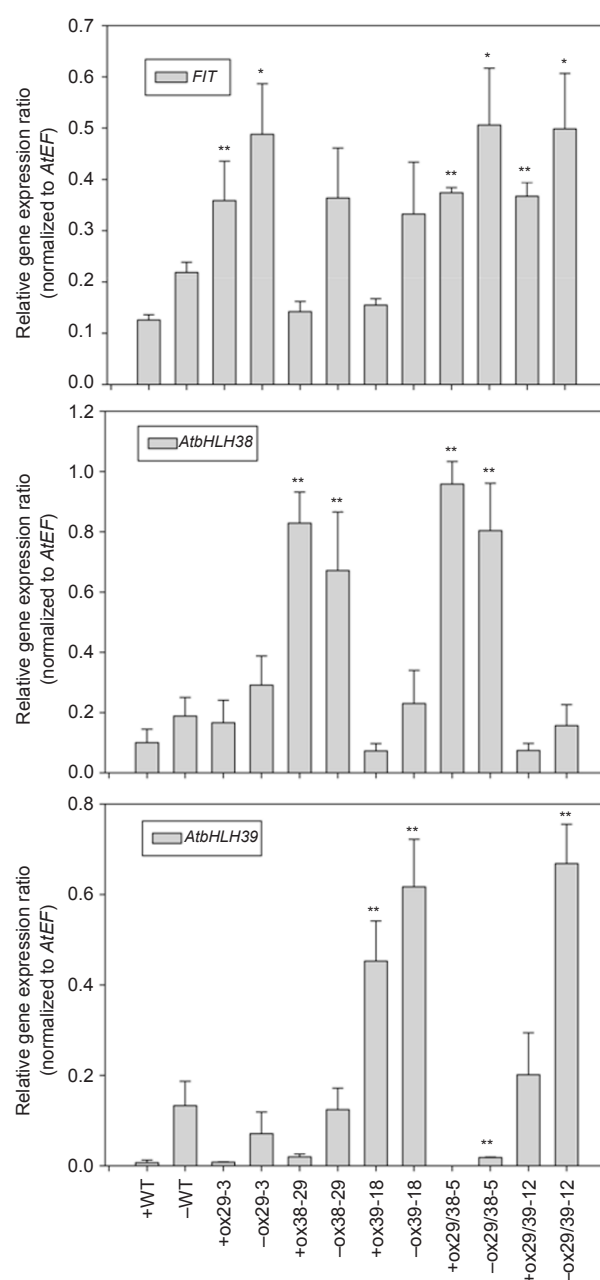 Relative gene expression ratio
(normalized to AtEF)
0.7
0.6
0.5
0.4
0.3
0.2
0.1
0.0
FIT
**
*
**
*
**
*
Relative gene expression ratio
(normalized to AtEF)
1.2
1.0
0.8
0.6
0.4
0.2
0.0
AtbHLH38
**
**
**
**
Relative gene expression ratio
(normalized to AtEF)
0.8
0.6
0.4
0.2
0.0
AtbHLH39
**
**
**
**
+WT
–WT
+ox29-3
–ox29-3
+ox38-29
–ox38-29
+ox39-18
–ox39-18
+ox29/38-5
–ox29/38-5
+ox29/39-12
–ox29/39-12